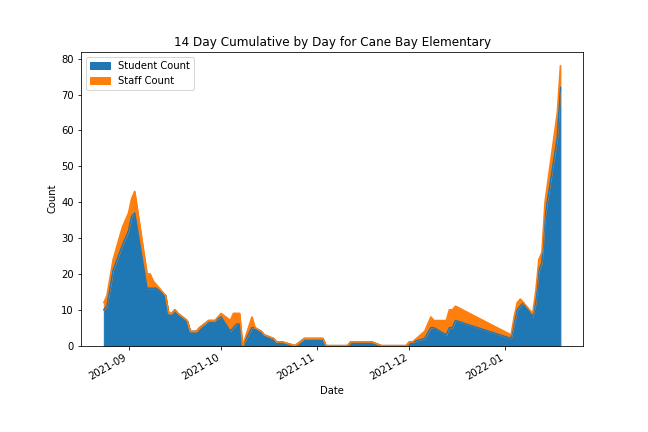 14 Day Cumulative by Day for Cane Bay Elementary
Student Count
Staff Count
80
70
60
50
40
30
20
10
0
Count
2021-09
2021-10
2021-11
2021-12
2022-01
Date